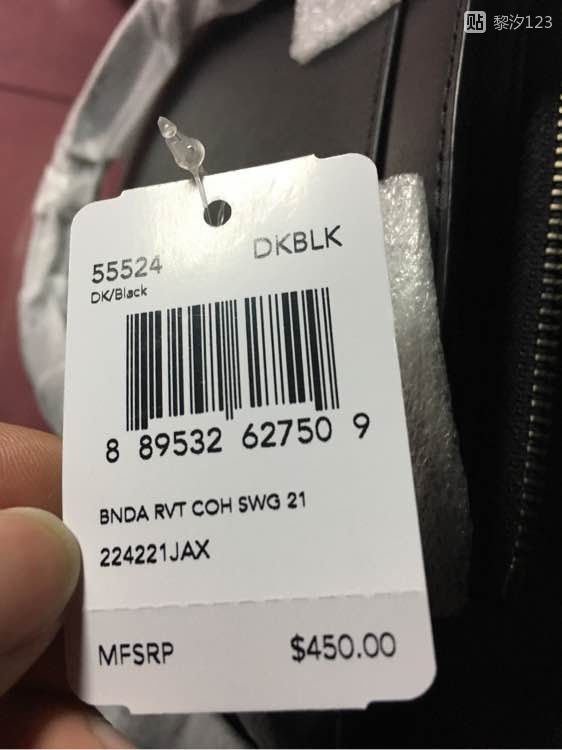 贴 黎汐123
55524 DKBLK
DK/Black
8 89532 62750 9
BNDA RVT COH SWG 21
224221JAX
MFSRP $450.00